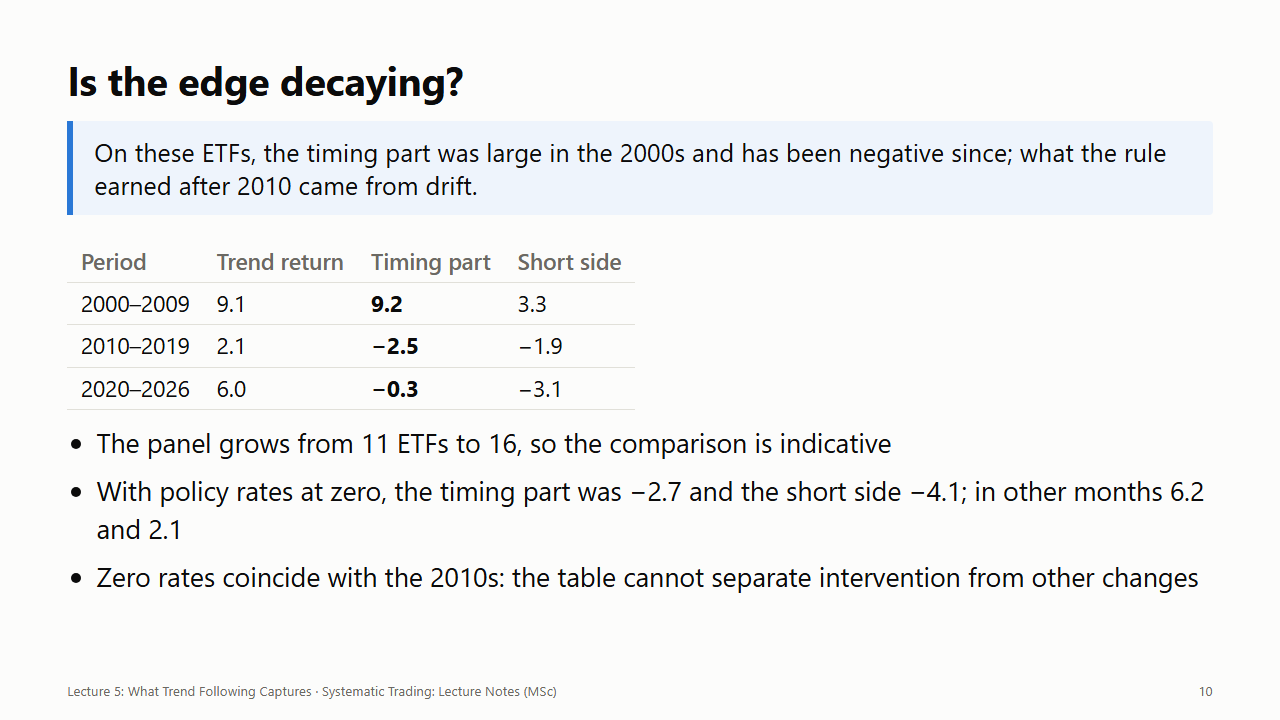 Is the edge decaying?
On these ETFs, the timing part was large in the 2000s and has been negative since; what the rule
earned after 2010 came from drift.
Period Trend return Timing part Short side
2000–2009 9.1 9.2 3.3
2010–2019 2.1 −2.5 −1.9
2020–2026 6.0 −0.3 −3.1
• The panel grows from 11 ETFs to 16, so the comparison is indicative
• With policy rates at zero, the timing part was −2.7 and the short side −4.1; in other months 6.2
and 2.1
• Zero rates coincide with the 2010s: the table cannot separate intervention from other changes
Lecture 5: What Trend Following Captures · Systematic Trading: Lecture Notes (MSc) 10